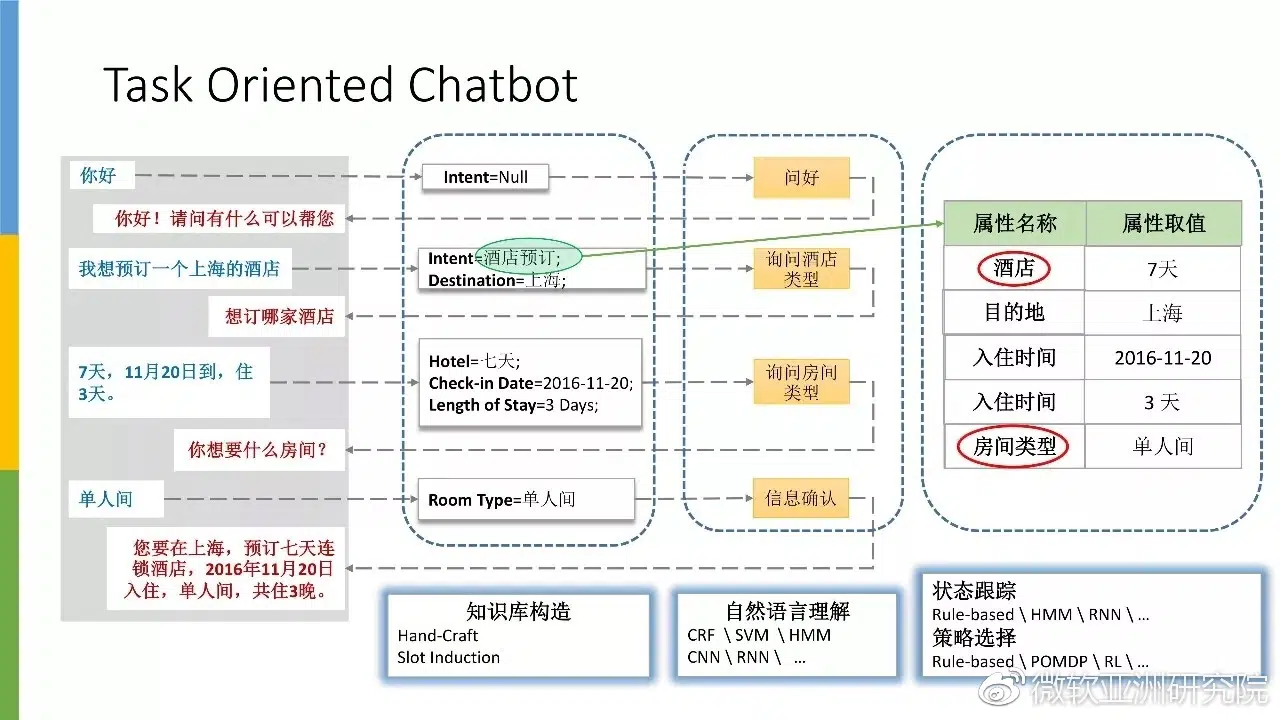 Task Oriented Chatbot
你好
你好！请问有什么可以帮您
我想预订一个上海的酒店
想订哪家酒店
7天，11月20日到，住
3天。
你想要什么房间？
单人间
您要在上海，预订七天连
锁酒店，2016年11月20日
入住，单人间，共住3晚。
Intent=Null
Intent=酒店预订;
Destination=上海;
Hotel=七天;
Check-in Date=2016-11-20;
Length of Stay=3 Days;
Room Type=单人间
问好
询问酒店
类型
询问房间
类型
信息确认
属性名称 属性取值
酒店 7天
目的地 上海
入住时间 2016-11-20
入住时间 3 天
房间类型 单人间
知识库构造
Hand-Craft
Slot Induction
自然语言理解
CRF \ SVM \ HMM
CNN \ RNN \ ...
状态跟踪
Rule-based \ HMM \ RNN \ ...
策略选择
Rule-based \ POMDP \ RL \ ...
微软亚洲研究院